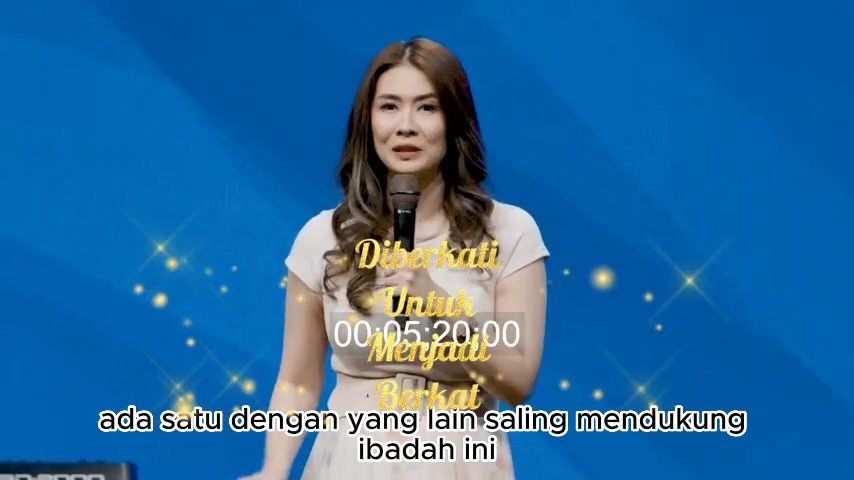 Diberkati
Untuk
00:05:20:00
Menjadi
Berkat
ada satu dengan yang lain saling mendukung
ibadah ini